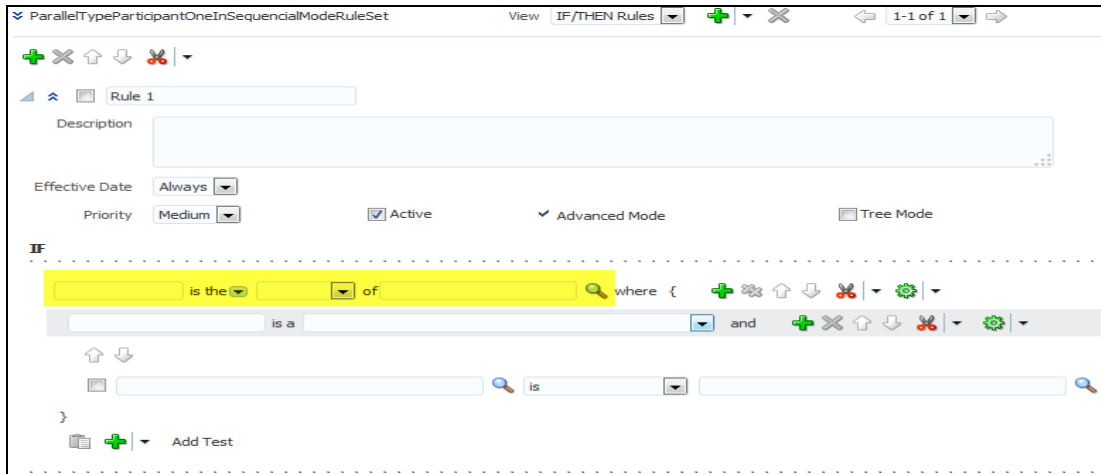 ParallelTypeParticipantOneInSequentialModeRuleSet View IF/THEN Rules 1-1 of 1
Rule 1
Description
Effective Date Always
Priority Medium Active Advanced Mode Tree Mode
IF
is the of where {
is a and
is
}
Add Test